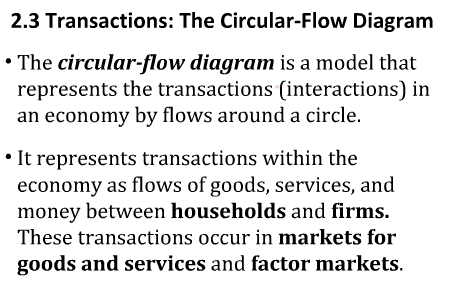 2.3 Transactions: The Circular-Flow Diagram
• The circular-flow diagram is a model that
represents the transactions (interactions) in
an economy by flows around a circle.
• It represents transactions within the
economy as flows of goods, services, and
money between households and firms.
These transactions occur in markets for
goods and services and factor markets.